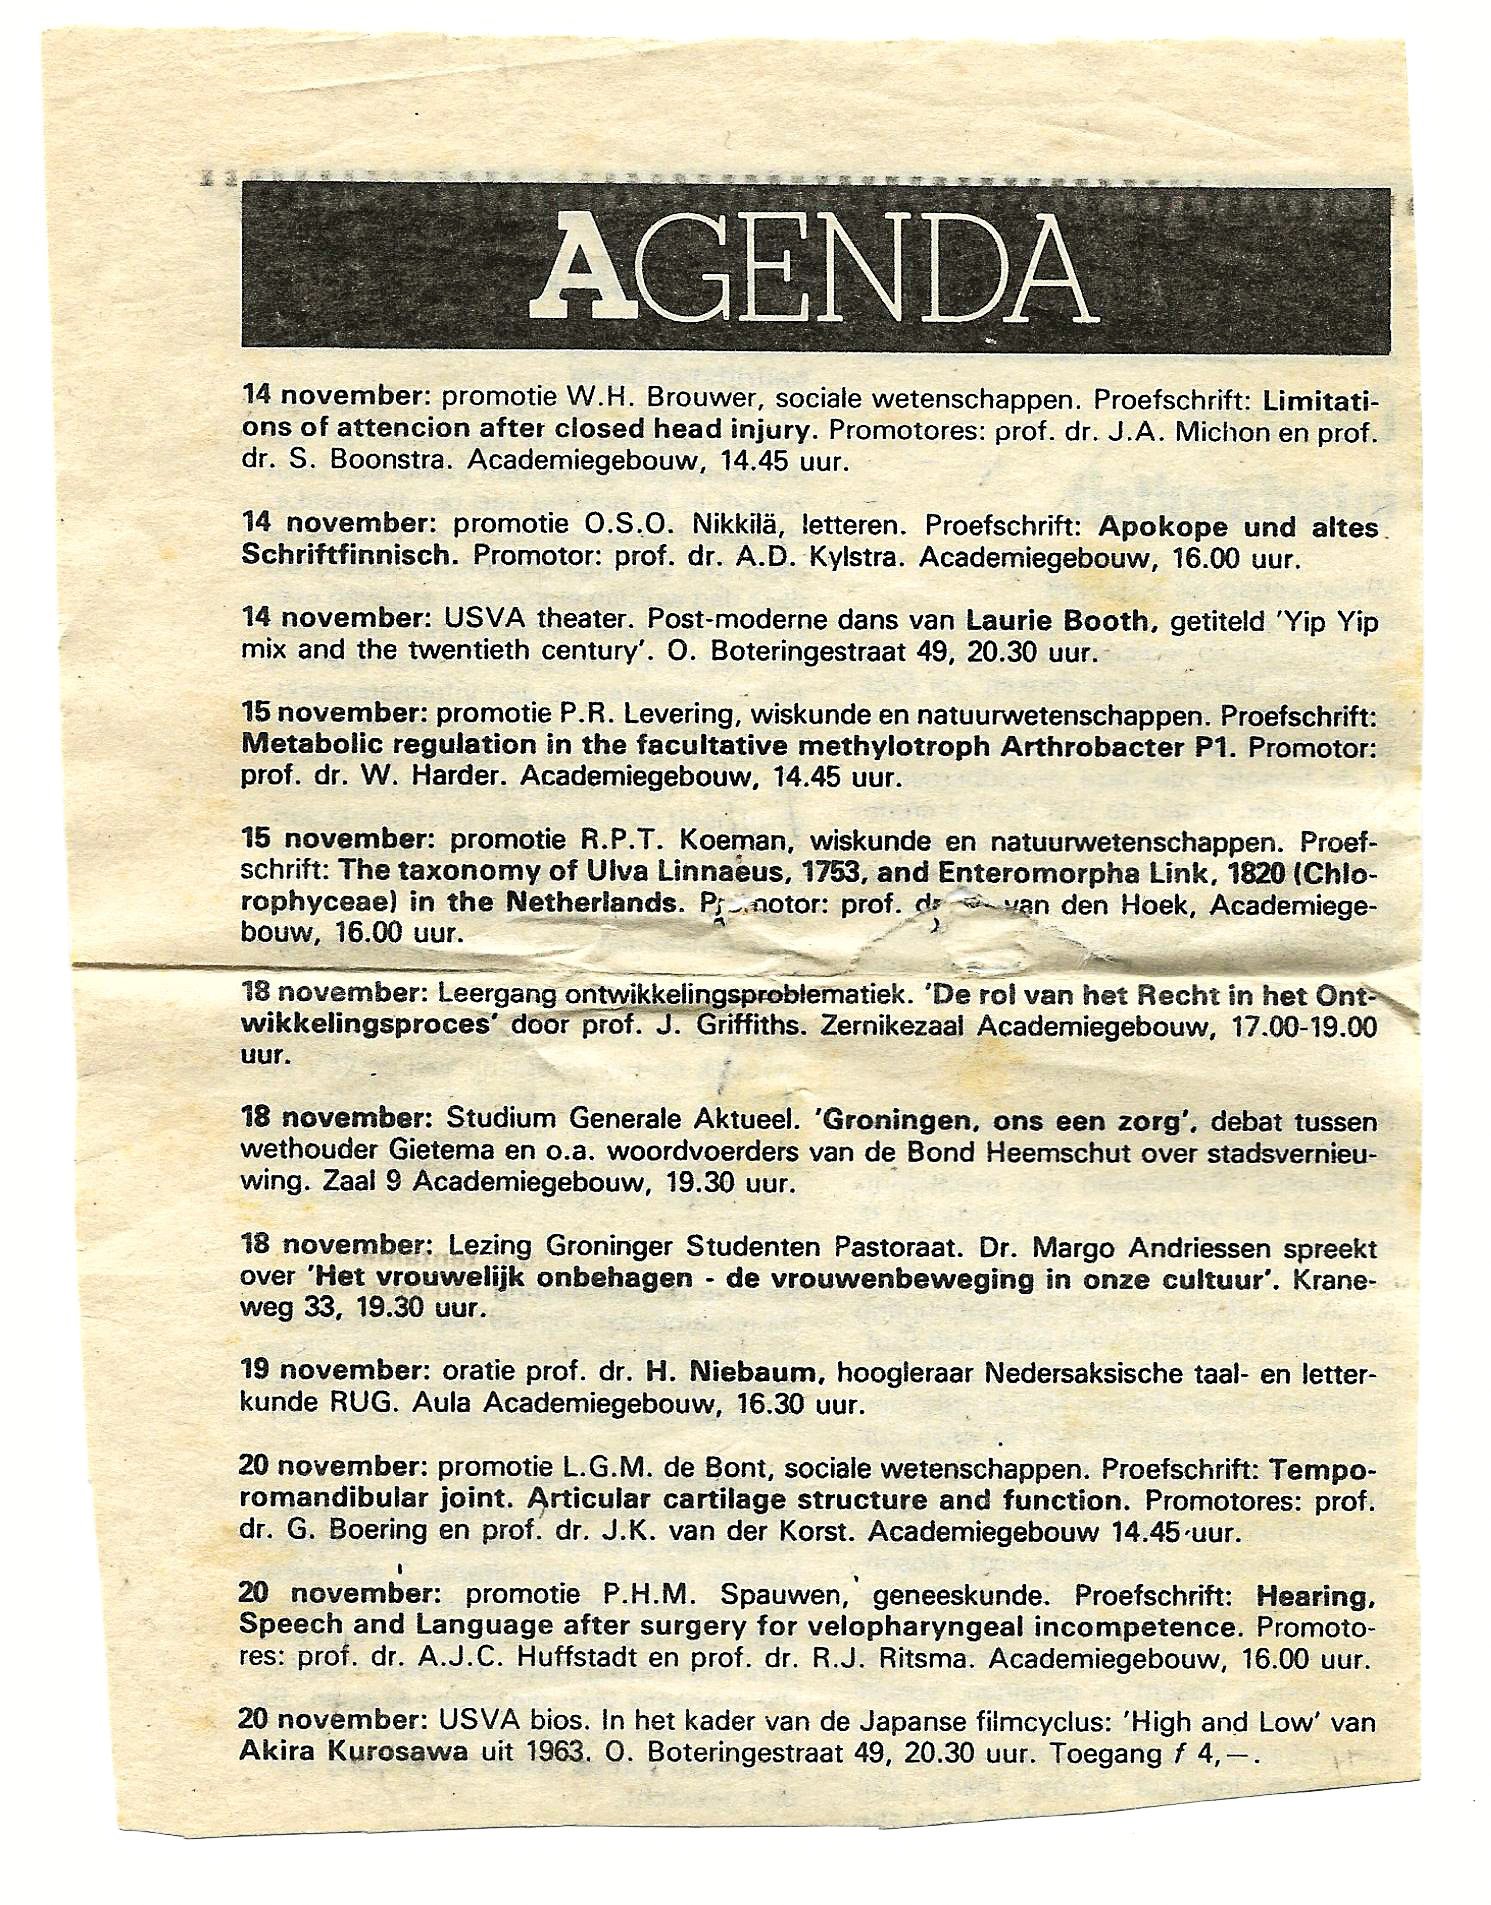 AGENDA
14 november: promotie W.H. Brouwer, sociale wetenschappen. Proefschrift: Limitati-
ons of attencion after closed head injury. Promotores: prof. dr. J.A. Michon en prof.
dr. S. Boonstra. Academiegebouw, 14.45 uur.
14 november: promotie O.S.O. Nikkilä, letteren. Proefschrift: Apokope und altes
Schriftfinnisch. Promotor: prof. dr. A.D. Kylstra. Academiegebouw, 16.00 uur.
14 november: USVA theater. Post-moderne dans van Laurie Booth, getiteld 'Yip Yip
mix and the twentieth century'. O. Boteringestraat 49, 20.30 uur.
15 november: promotie P.R. Levering, wiskunde en natuurwetenschappen. Proefschrift:
Metabolic regulation in the facultative methylotroph Arthrobacter P1. Promotor:
prof. dr. W. Harder. Academiegebouw, 14.45 uur.
15 november: promotie R.P.T. Koeman, wiskunde en natuurwetenschappen. Proef-
schrift: The taxonomy of Ulva Linnaeus, 1753, and Enteromorpha Link, 1820 (Chlo-
rophyceae) in the Netherlands. Promotor: prof. dr. van den Hoek, Academiege-
bouw, 16.00 uur.
18 november: Leergang ontwikkelingsproblematiek. 'De rol van het Recht in het Ont-
wikkelingsproces' door prof. J. Griffiths. Zernikezaal Academiegebouw, 17.00-19.00
uur.
18 november: Studium Generale Aktueel. 'Groningen, ons een zorg', debat tussen
wethouder Gietema en o.a. woordvoerders van de Bond Heemschut over stadsvernieu-
wing. Zaal 9 Academiegebouw, 19.30 uur.
18 november: Lezing Groninger Studenten Pastoraat. Dr. Margo Andriessen spreekt
over 'Het vrouwelijk onbehagen - de vrouwenbeweging in onze cultuur'. Krane-
weg 33, 19.30 uur.
19 november: oratie prof. dr. H. Niebaum, hoogleraar Nedersaksische taal- en letter-
kunde RUG. Aula Academiegebouw, 16.30 uur.
20 november: promotie L.G.M. de Bont, sociale wetenschappen. Proefschrift: Tempo-
romandibular joint. Articular cartilage structure and function. Promotores: prof.
dr. G. Boering en prof. dr. J.K. van der Korst. Academiegebouw 14.45 uur.
20 november: promotie P.H.M. Spauwen, geneeskunde. Proefschrift: Hearing,
Speech and Language after surgery for velopharyngeal incompetence. Promoto-
res: prof. dr. A.J.C. Huffstadt en prof. dr. R.J. Ritsma. Academiegebouw, 16.00 uur.
20 november: USVA bios. In het kader van de Japanse filmcyclus: 'High and Low' van
Akira Kurosawa uit 1963. O. Boteringestraat 49, 20.30 uur. Toegang f 4,—.